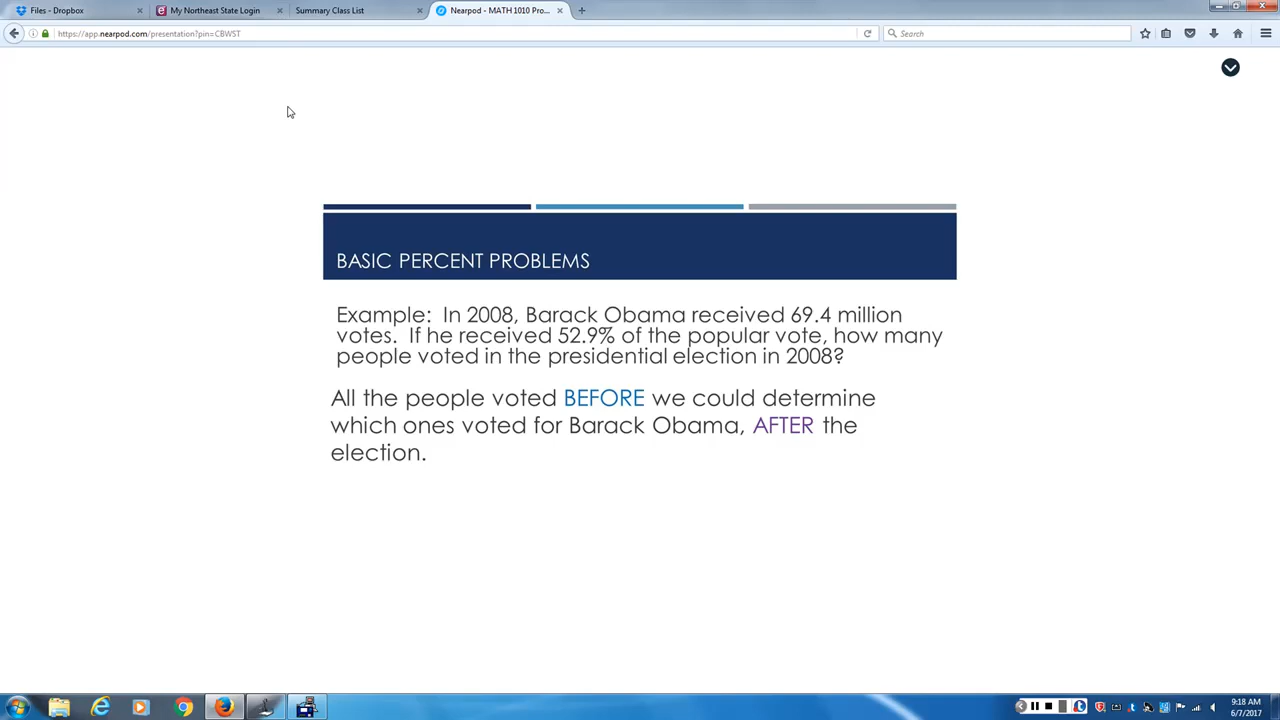 Files - Dropbox
My Northeast State Login
Summary Class List
Nearpod - MATH 1010 Pro...
https://app.nearpod.com/presentation?pin=CBWST
Search
BASIC PERCENT PROBLEMS
Example: In 2008, Barack Obama received 69.4 million
votes. If he received 52.9% of the popular vote, how many
people voted in the presidential election in 2008?
All the people voted BEFORE we could determine
which ones voted for Barack Obama, AFTER the
election.
9:18 AM
6/7/2017